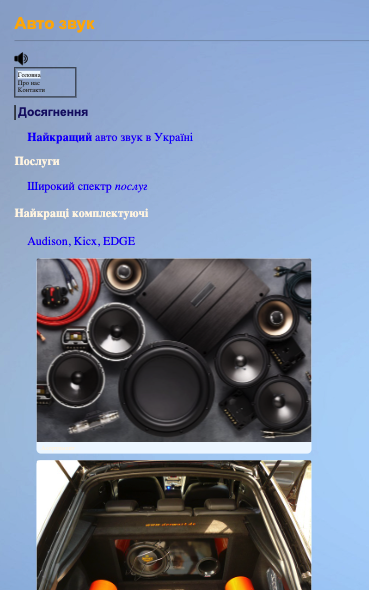 Авто звук
Головна
Про нас
Контакти
Досягнення
Найкращий авто звук в Україні
Послуги
Широкий спектр послуг
Найкращі комплектуючі
Audison, Kicx, EDGE